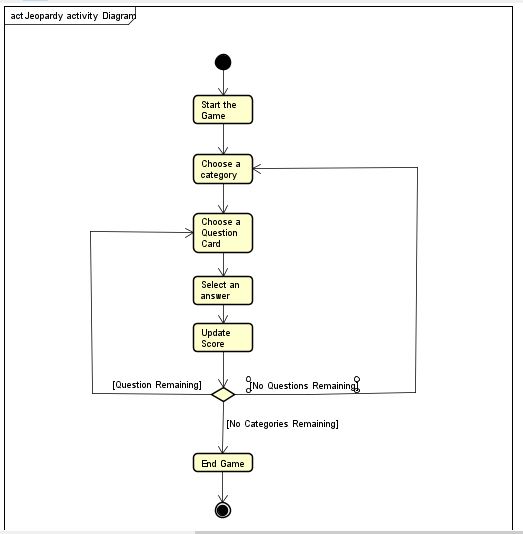 act Jeopardy activity Diagram
Start the
Game
Choose a
category
Choose a
Question
Card
Select an
answer
Update
Score
[Question Remaining]
[No Questions Remaining]
[No Categories Remaining]
End Game